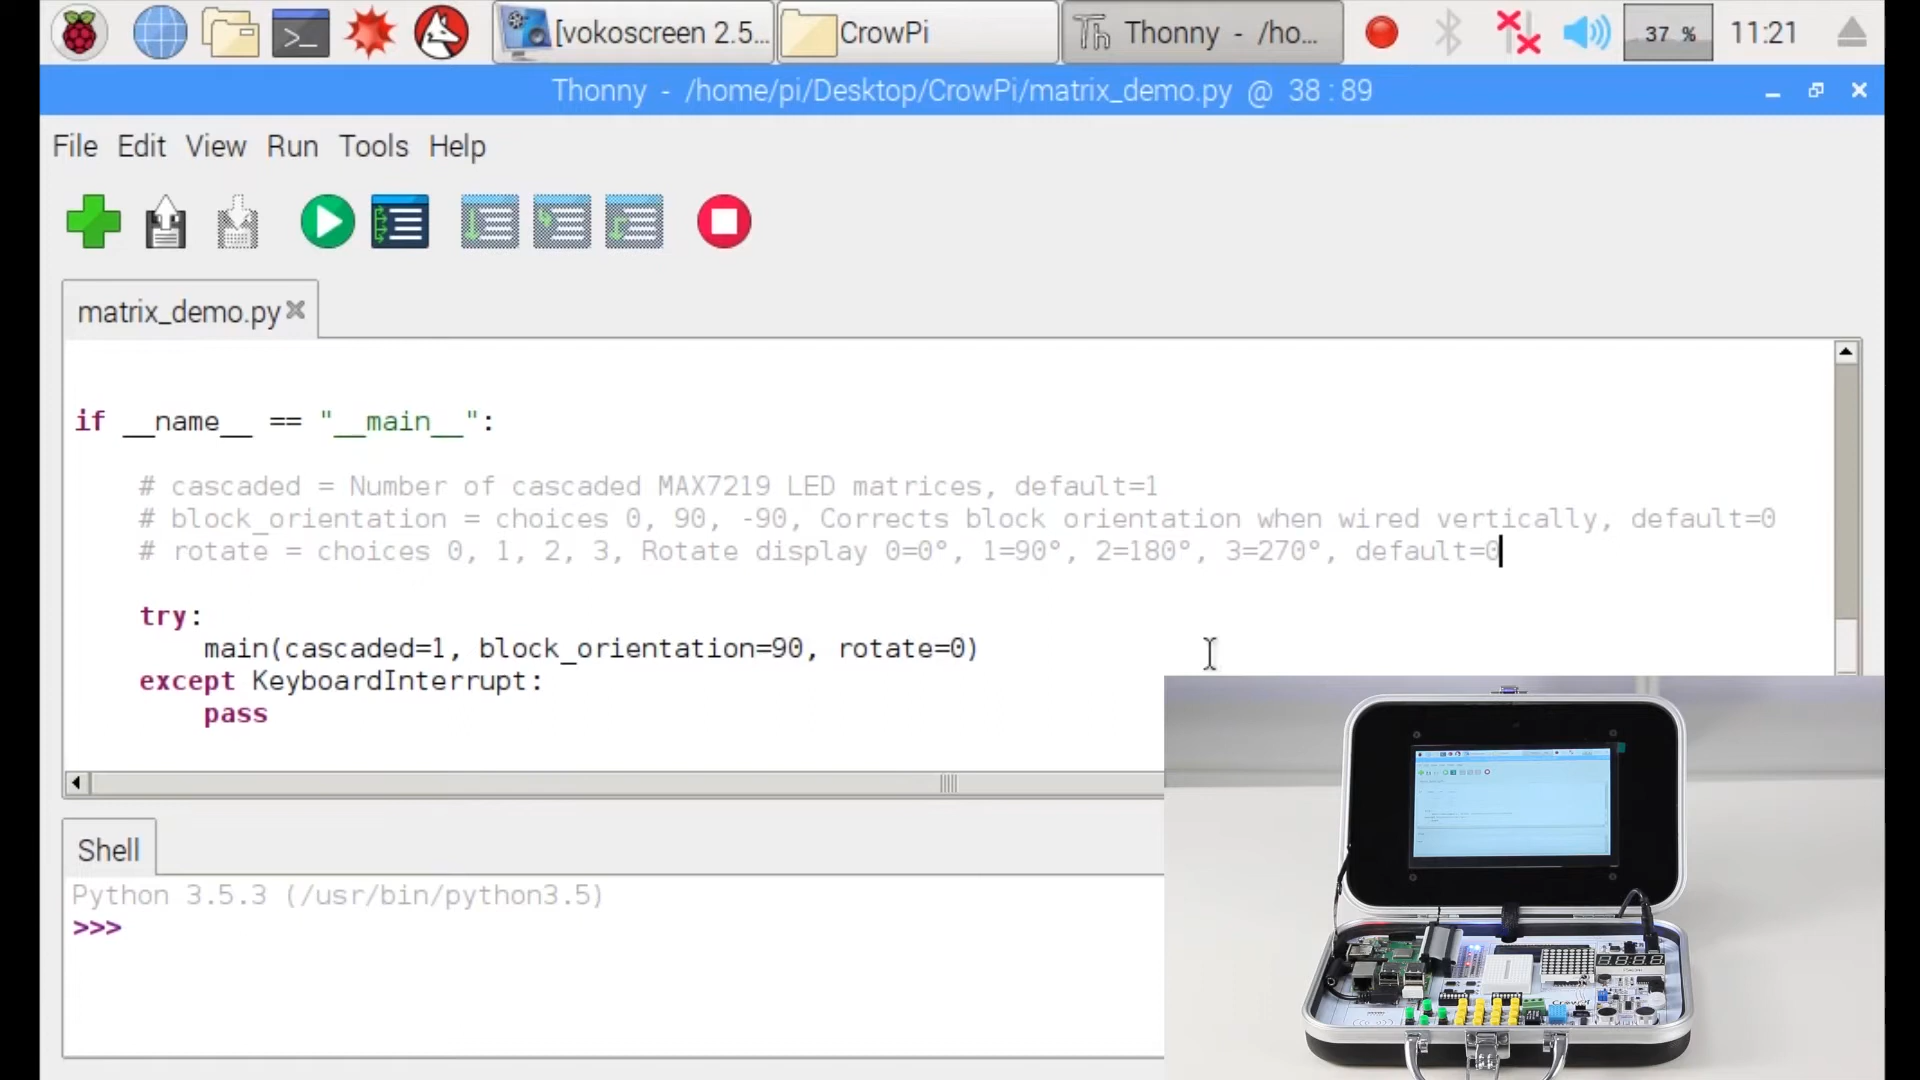 [vokoscreen 2.5...
CrowPi
Thonny - /ho...
37 %
11:21
Thonny - /home/pi/Desktop/CrowPi/matrix_demo.py @ 38:89
File Edit View Run Tools Help
matrix_demo.py
if __name__ == "__main__":
# cascaded = Number of cascaded MAX7219 LED matrices, default=1
# block_orientation = choices 0, 90, -90, Corrects block orientation when wired vertically, default=0
# rotate = choices 0, 1, 2, 3, Rotate display 0=0°, 1=90°, 2=180°, 3=270°, default=0
try:
main(cascaded=1, block_orientation=90, rotate=0)
except KeyboardInterrupt:
pass
Shell
Python 3.5.3 (/usr/bin/python3.5)
>>>
CrowPi